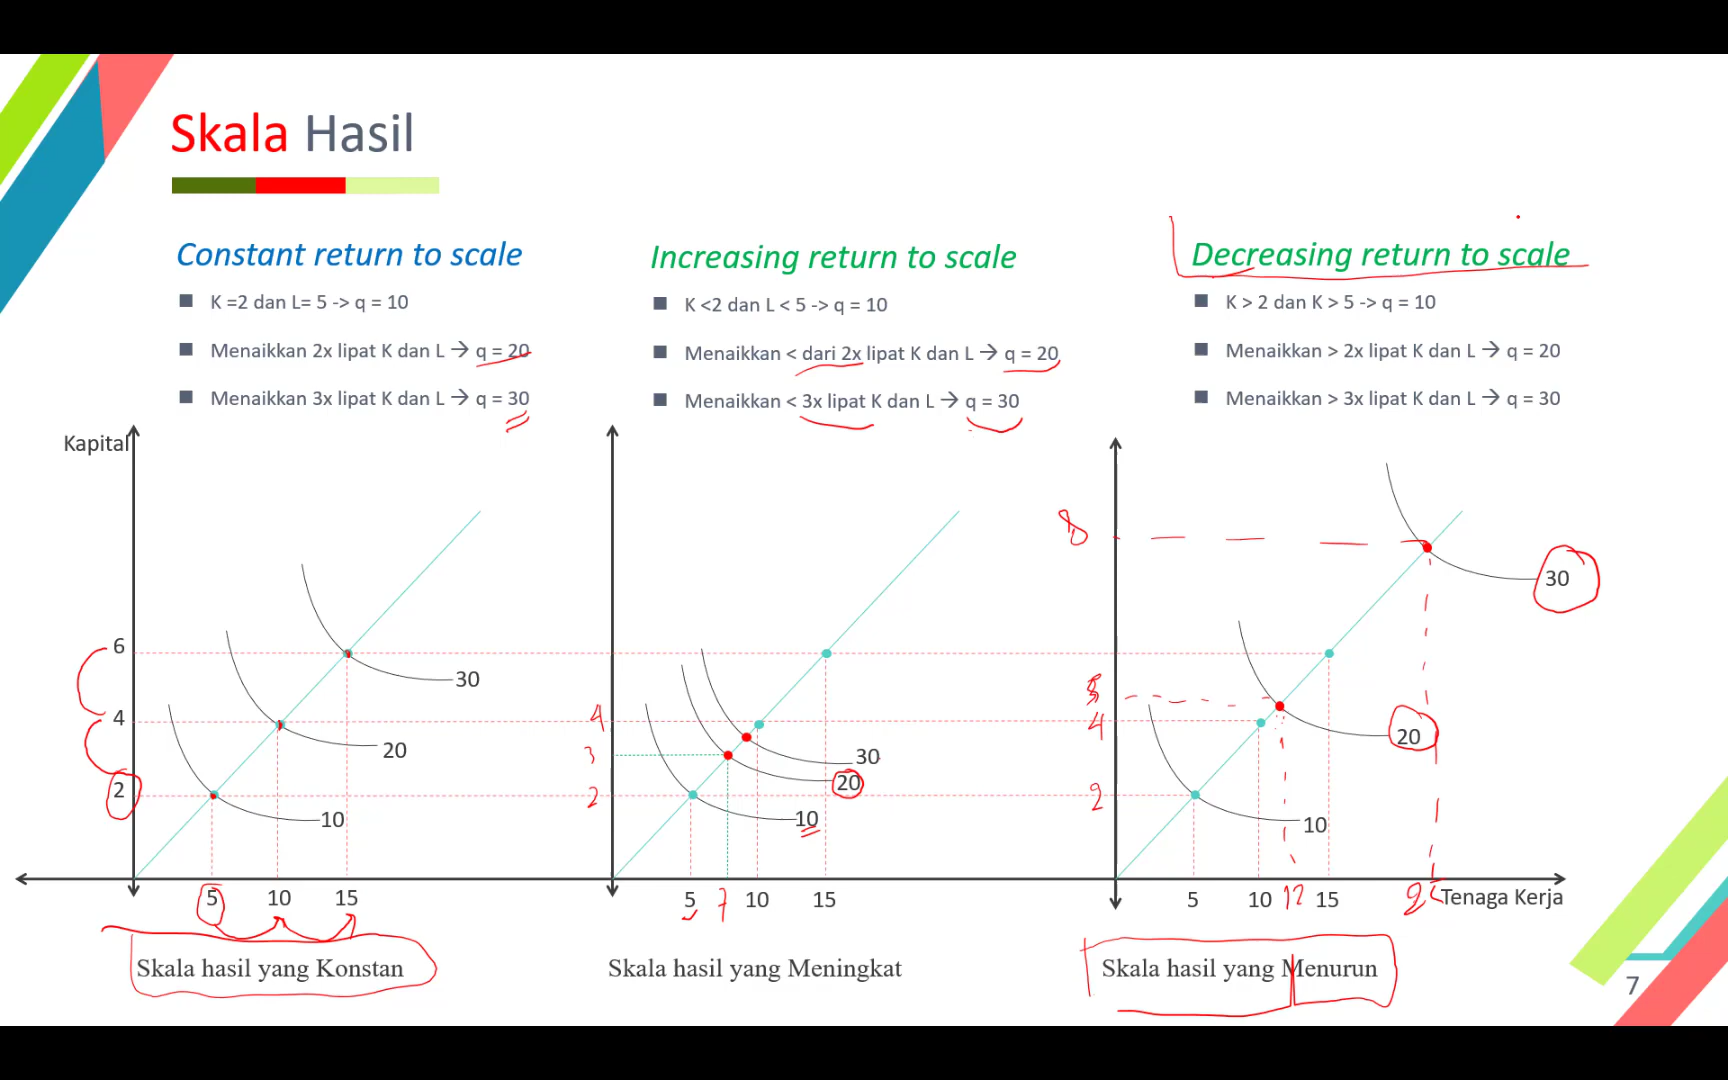 Skala Hasil
Constant return to scale
K =2 dan L= 5 -> q = 10
Menaikkan 2x lipat K dan L → q = 20
Menaikkan 3x lipat K dan L → q = 30
Increasing return to scale
K <2 dan L < 5 -> q = 10
Menaikkan < dari 2x lipat K dan L → q = 20
Menaikkan < 3x lipat K dan L → q = 30
Decreasing return to scale
K > 2 dan K > 5 -> q = 10
Menaikkan > 2x lipat K dan L → q = 20
Menaikkan > 3x lipat K dan L → q = 30
Kapital
6
4
2
30
20
10
5 10 15
Skala hasil yang Konstan
4
3
2
30
20
10
5 7 10 15
Skala hasil yang Meningkat
8
4
2
30
20
10
5 10 12 15
Tenaga Kerja
Skala hasil yang Menurun
7